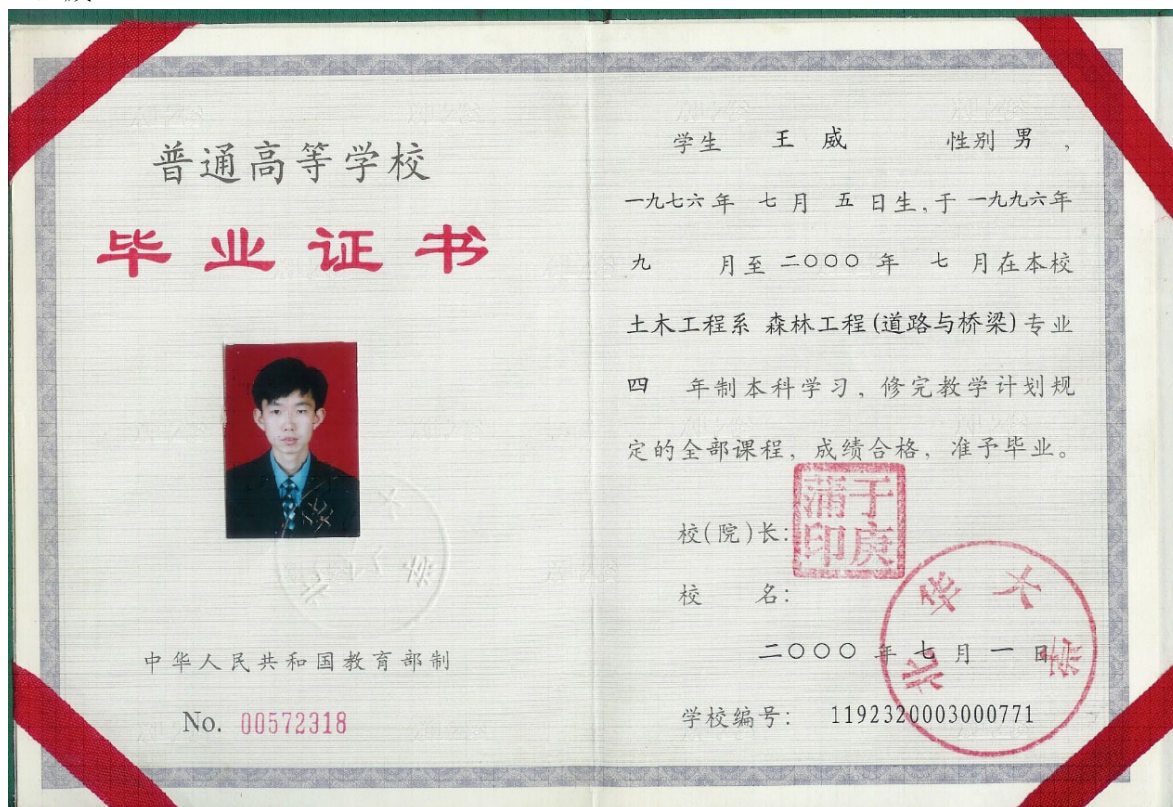 普通高等学校
毕业证书
中华人民共和国教育部制
No. 00572318
学生 王 威 性别 男，
一九七六年 七月 五日生,于 一九九六年
九 月至 二〇〇〇 年 七 月在本校
土木工程系 森林工程(道路与桥梁)专业
四 年制本科学习，修完教学计划规
定的全部课程，成绩合格，准予毕业。
校(院)长:
于庚蒲印
校 名:
北华大学
二〇〇〇 年 七 月 一 日
学校编号: 1192320003000771